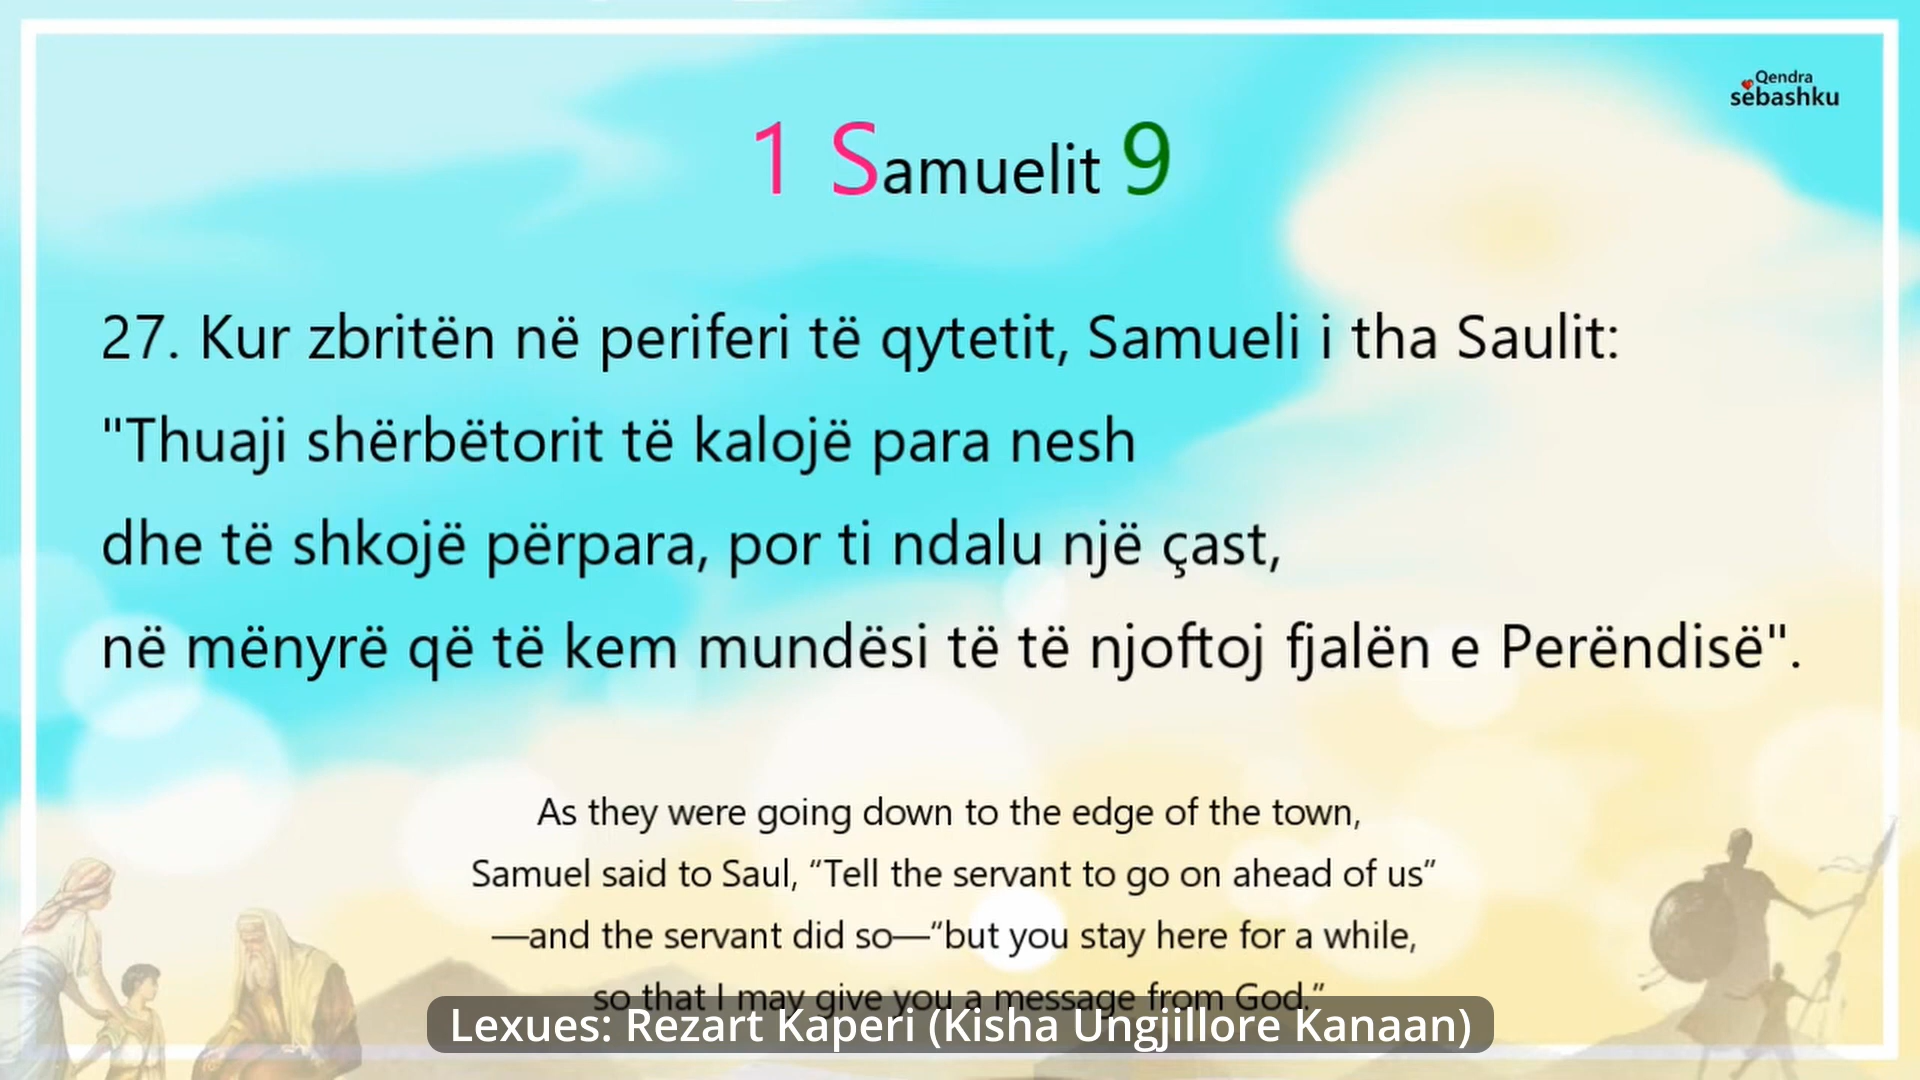 Qendra
sebashku
1 Samuelit 9
27. Kur zbritën në periferi të qytetit, Samueli i tha Saulit:
"Thuaji shërbëtorit të kalojë para nesh
dhe të shkojë përpara, por ti ndalu një çast,
në mënyrë që të kem mundësi të të njoftoj fjalën e Perëndisë".
As they were going down to the edge of the town,
Samuel said to Saul, “Tell the servant to go on ahead of us”
—and the servant did so—“but you stay here for a while,
so that I may give you a message from God.”
Lexues: Rezart Kaperi (Kisha Ungjillore Kanaan)